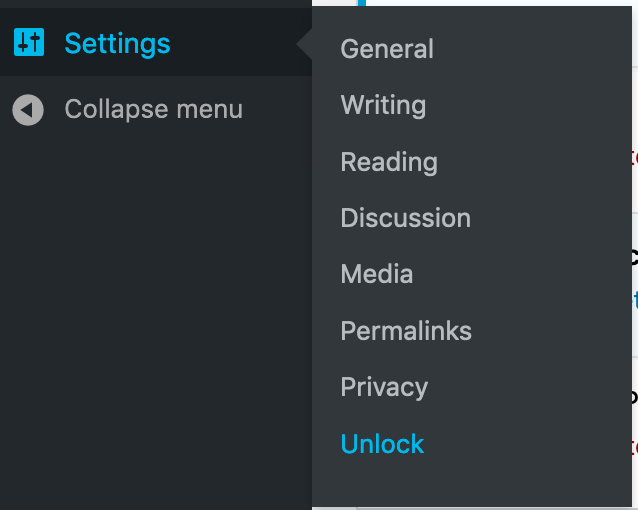 Settings
Collapse menu
General
Writing
Reading
Discussion
Media
Permalinks
Privacy
Unlock